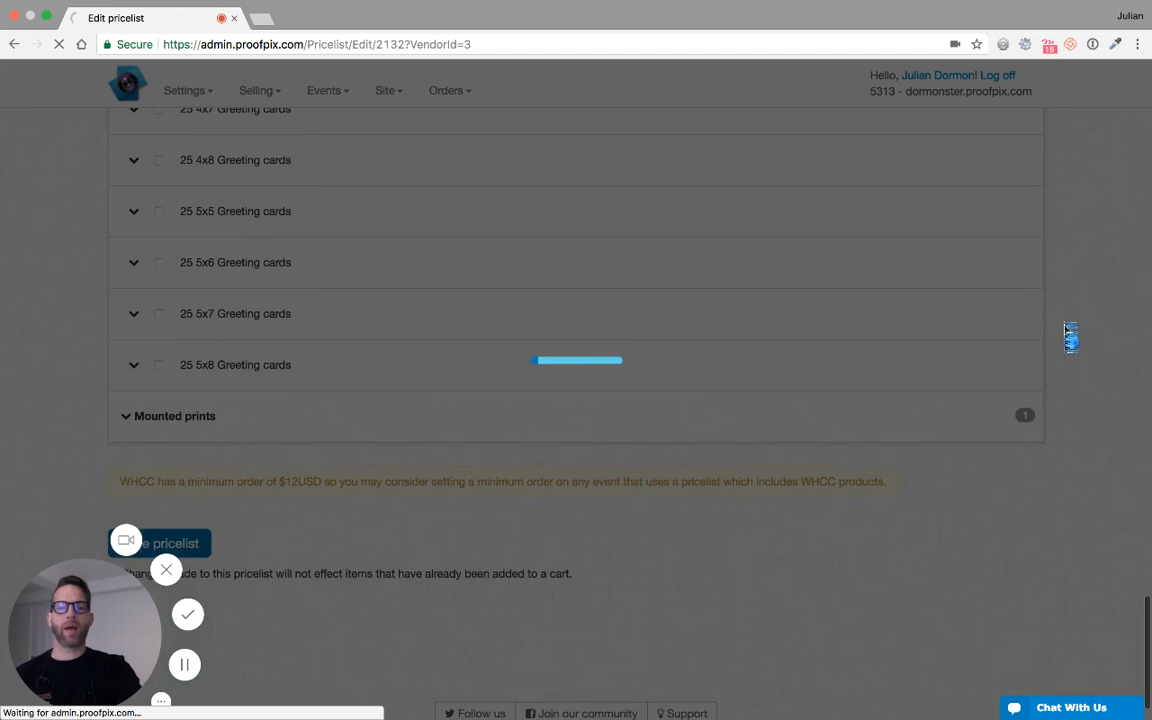 Edit pricelist
Julian
Secure https://admin.proofpix.com/Pricelist/Edit/2132?VendorId=3
15
Settings Selling Events Site Orders
Hello, Julian Dormon! Log off
5313 - dormonster.proofpix.com
25 4x7 Greeting cards
25 4x8 Greeting cards
25 5x5 Greeting cards
25 5x6 Greeting cards
25 5x7 Greeting cards
25 5x8 Greeting cards
Mounted prints 1
WHCC has a minimum order of $12USD so you may consider setting a minimum order on any event that uses a pricelist which includes WHCC products.
pricelist
to this pricelist will not effect items that have already been added to a cart.
Waiting for admin.proofpix.com...
Follow us Join our community Support
Chat With Us